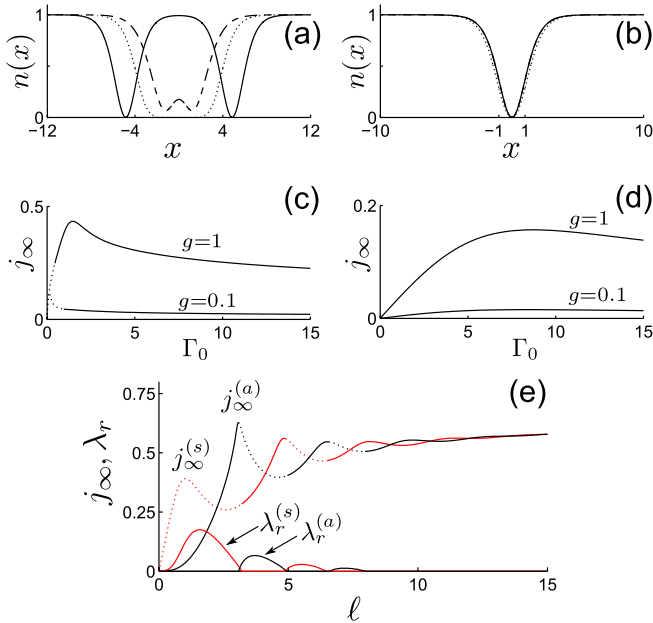 (a)
n(x)
1
0
−12 −4 4 12
x
(b)
n(x)
1
0
−10 −1 1 10
x
(c)
j∞
0.5
0
g=1
g=0.1
0 5 10 15
Γ0
(d)
j∞
0.2
0
g=1
g=0.1
0 5 10 15
Γ0
(e)
j∞, λr
0.75
0.5
0.25
0
j∞(s)
j∞(a)
λr(s)
λr(a)
0 5 10 15
ℓ